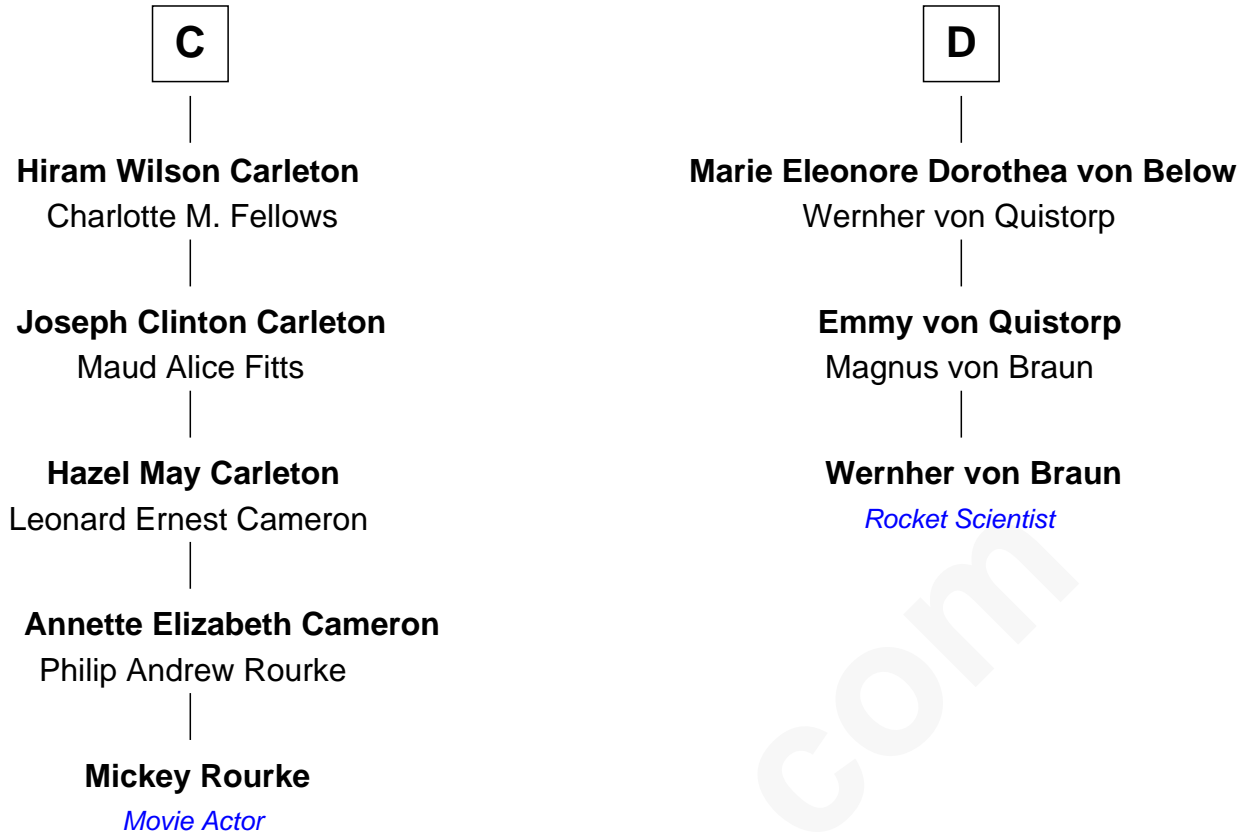 C
Hiram Wilson Carleton
Charlotte M. Fellows
Joseph Clinton Carleton
Maud Alice Fitts
Hazel May Carleton
Leonard Ernest Cameron
Annette Elizabeth Cameron
Philip Andrew Rourke
Mickey Rourke
Movie Actor
D
Marie Eleonore Dorothea von Below
Wernher von Quistorp
Emmy von Quistorp
Magnus von Braun
Wernher von Braun
Rocket Scientist
com